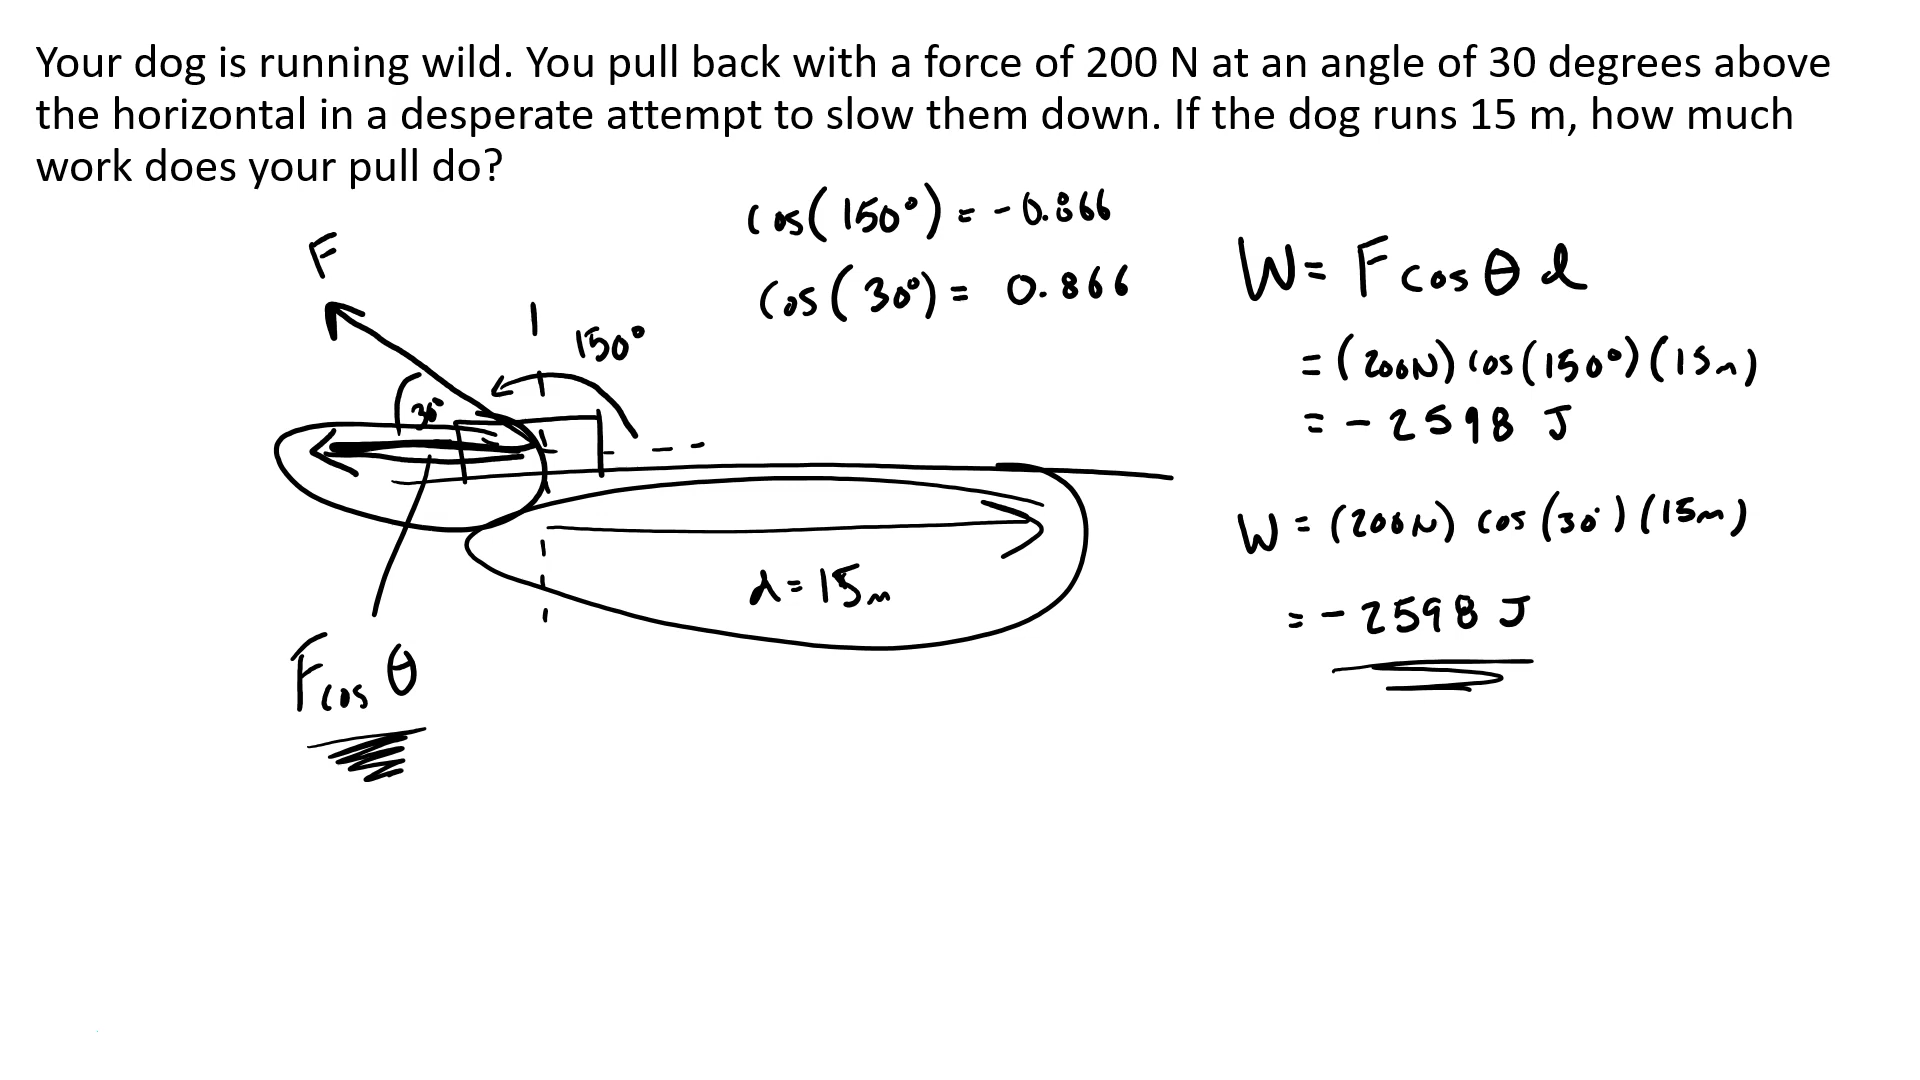 Your dog is running wild. You pull back with a force of 200 N at an angle of 30 degrees above
the horizontal in a desperate attempt to slow them down. If the dog runs 15 m, how much
work does your pull do?
cos(150°) = -0.866
cos(30°) = 0.866
F
150°
30°
d = 15m
Fcos θ
W = Fcos θ d
= (200N) cos(150°)(15m)
= -2598 J
W = (200N) cos(30°)(15m)
= -2598 J